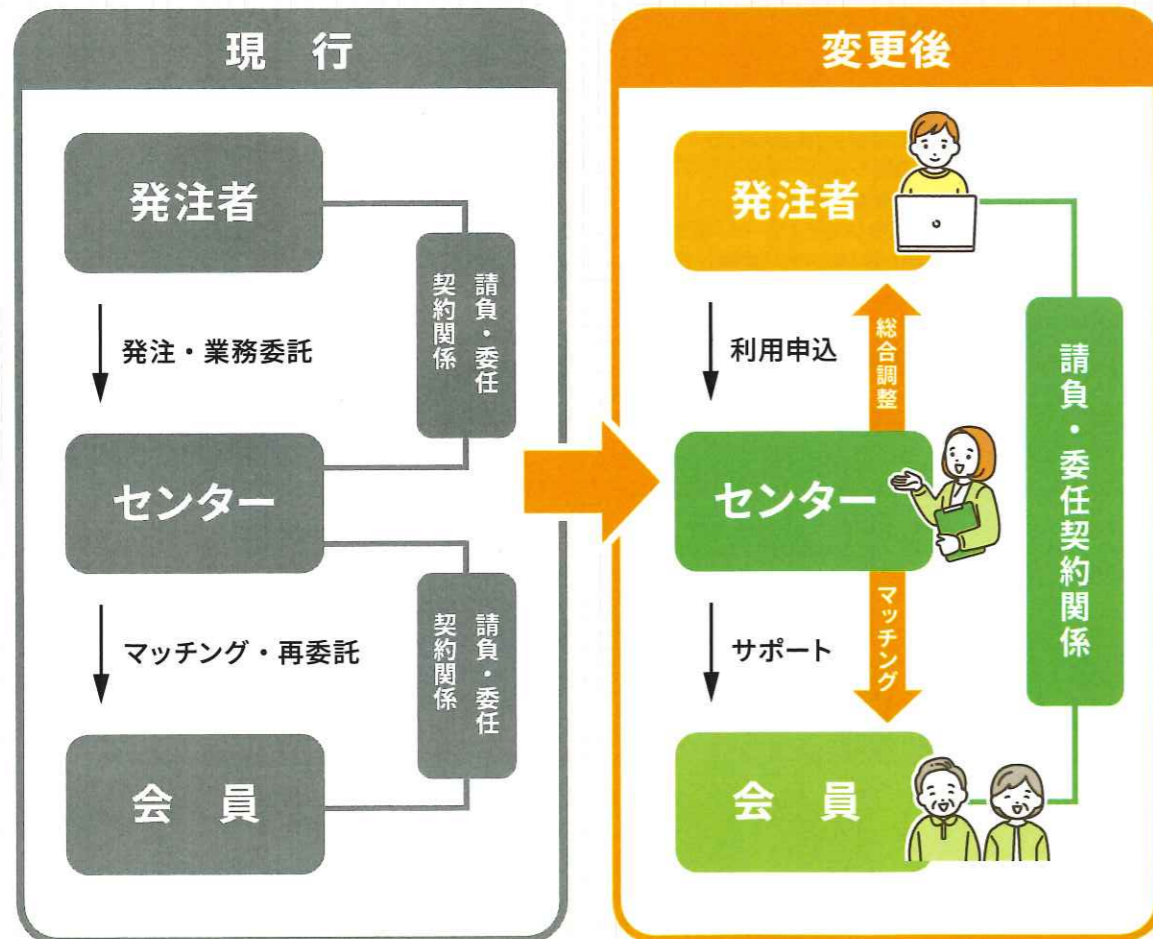 現　行
発注者
請負・委任
契約関係
発注・業務委託
センター
マッチング・再委託
請負・委任
契約関係
会　員
変更後
発注者
利用申込
総合調整
請負・委任契約関係
センター
サポート
マッチング
会　員